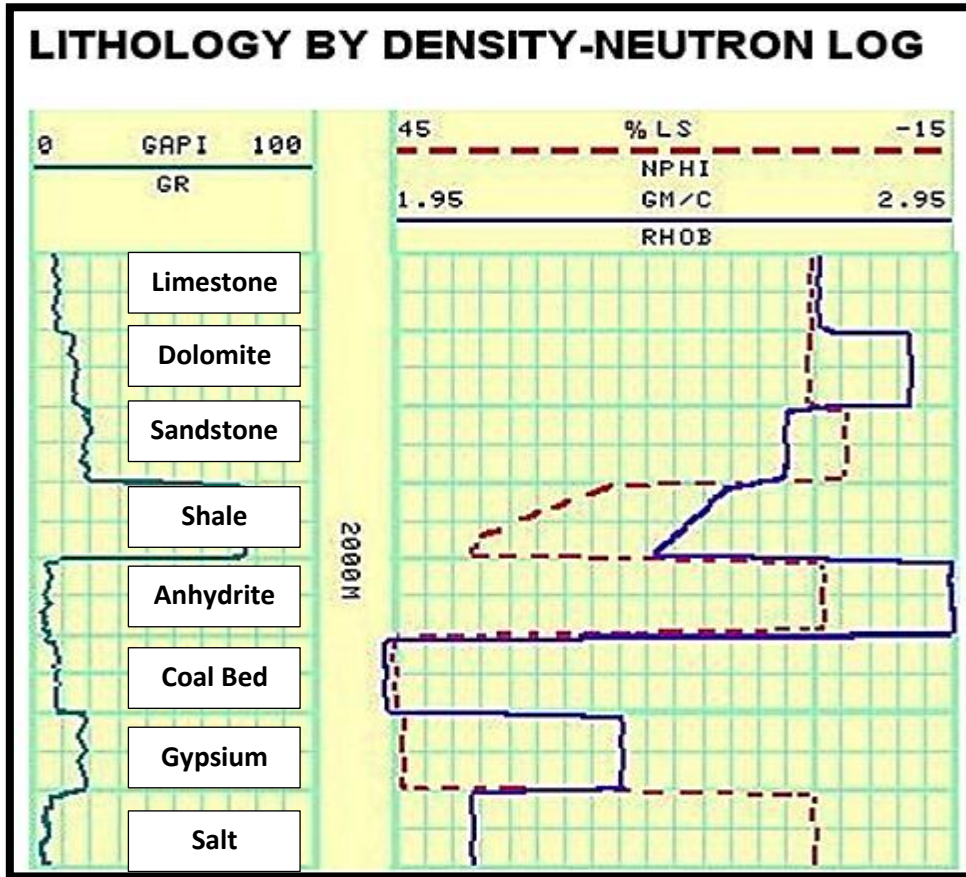 LITHOLOGY BY DENSITY-NEUTRON LOG
0 GAPI 100
GR
45 % LS -15
NPHI
1.95 GM/C 2.95
RHOB
Limestone
Dolomite
Sandstone
Shale
2000M
Anhydrite
Coal Bed
Gypsium
Salt